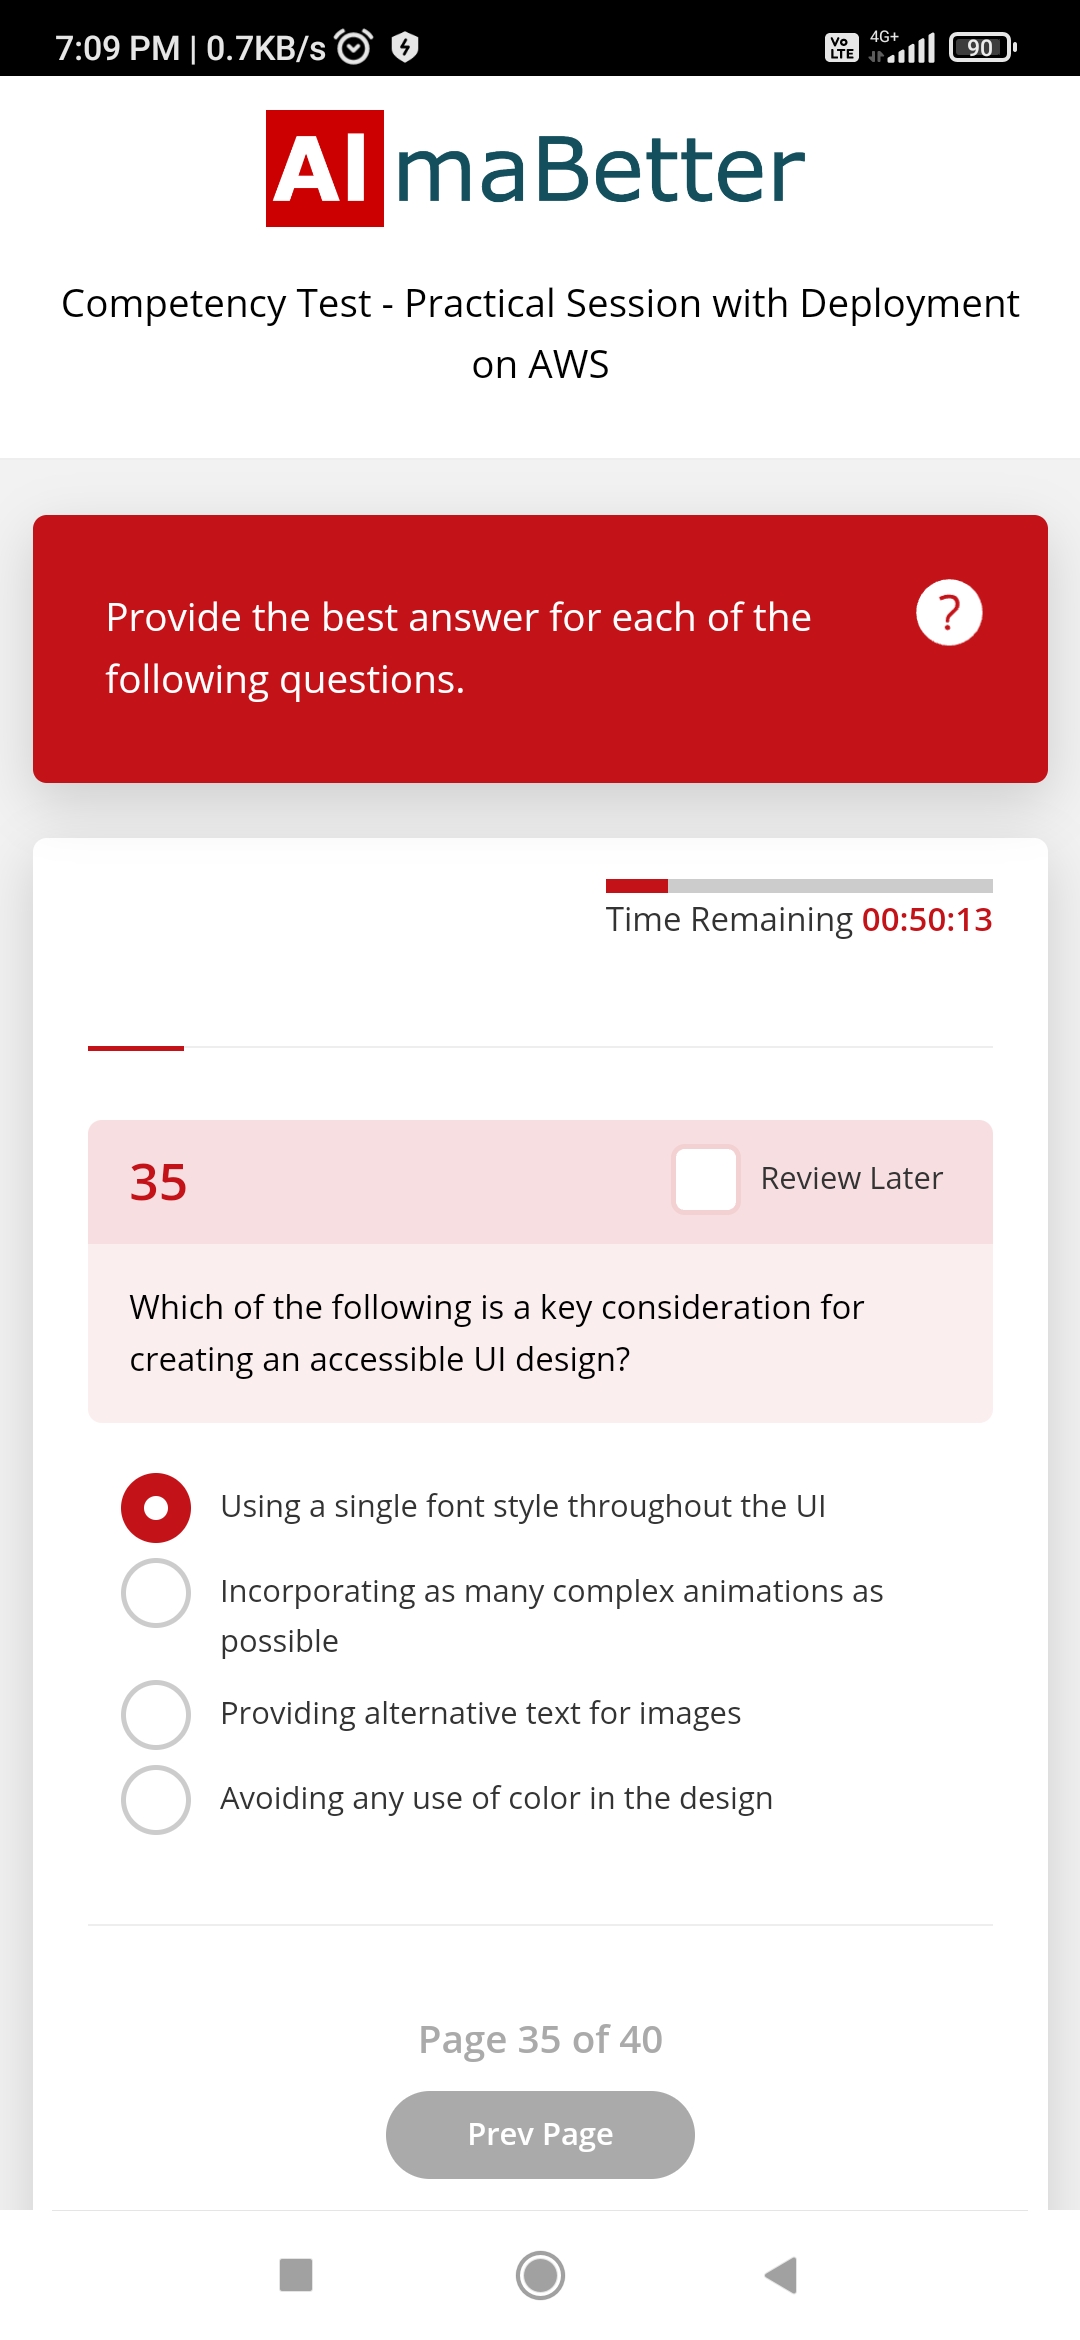 7:09 PM | 0.7KB/s
Vo LTE 4G+ 90
AlmaBetter
Competency Test - Practical Session with Deployment
on AWS
Provide the best answer for each of the
following questions.
?
Time Remaining 00:50:13
35
Review Later
Which of the following is a key consideration for
creating an accessible UI design?
Using a single font style throughout the UI
Incorporating as many complex animations as
possible
Providing alternative text for images
Avoiding any use of color in the design
Page 35 of 40
Prev Page